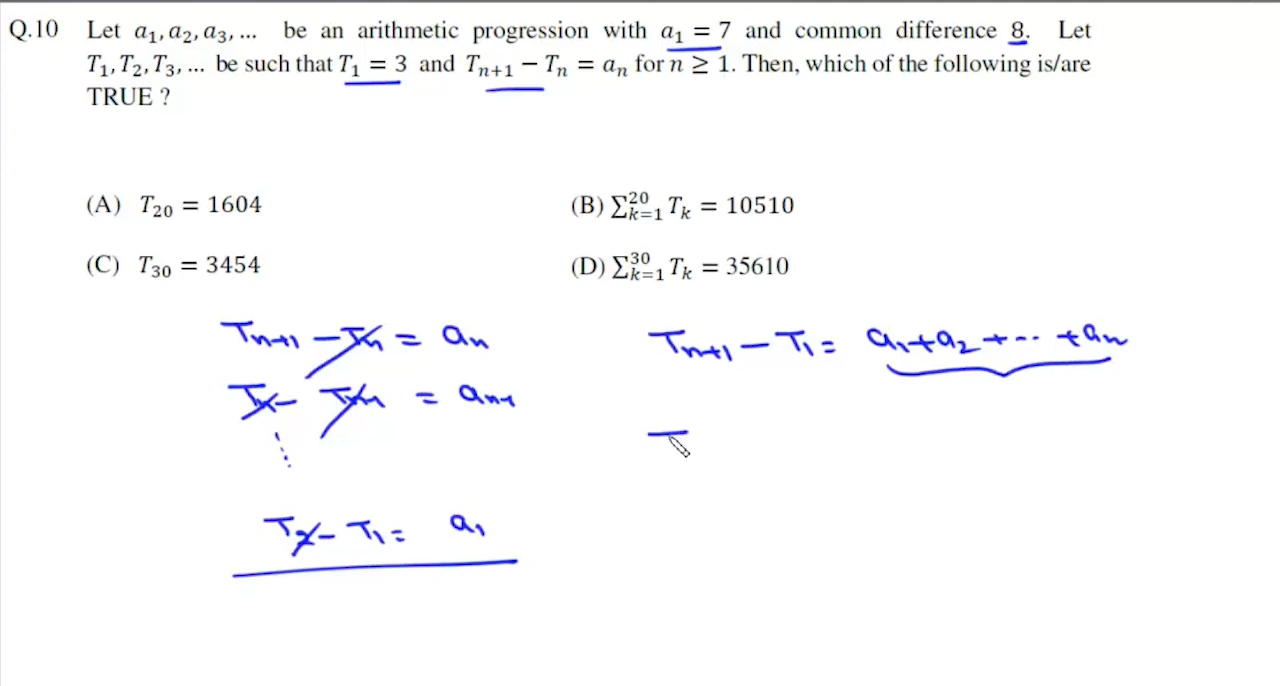 Q.10 Let a₁, a₂, a₃, ... be an arithmetic progression with a₁ = 7 and common difference 8. Let
T₁, T₂, T₃, ... be such that T₁ = 3 and Tₙ₊₁ − Tₙ = aₙ for n ≥ 1. Then, which of the following is/are
TRUE ?
(A) T₂₀ = 1604 (B) ∑²⁰ₖ₌₁ Tₖ = 10510
(C) T₃₀ = 3454 (D) ∑³⁰ₖ₌₁ Tₖ = 35610
Tₙ₊₁ − Tₙ = aₙ Tₙ₊₁ − T₁ = a₁ + a₂ + ... + aₙ
Tₙ − Tₙ₋₁ = aₙ₋₁
⋮ T
T₂ − T₁ = a₁